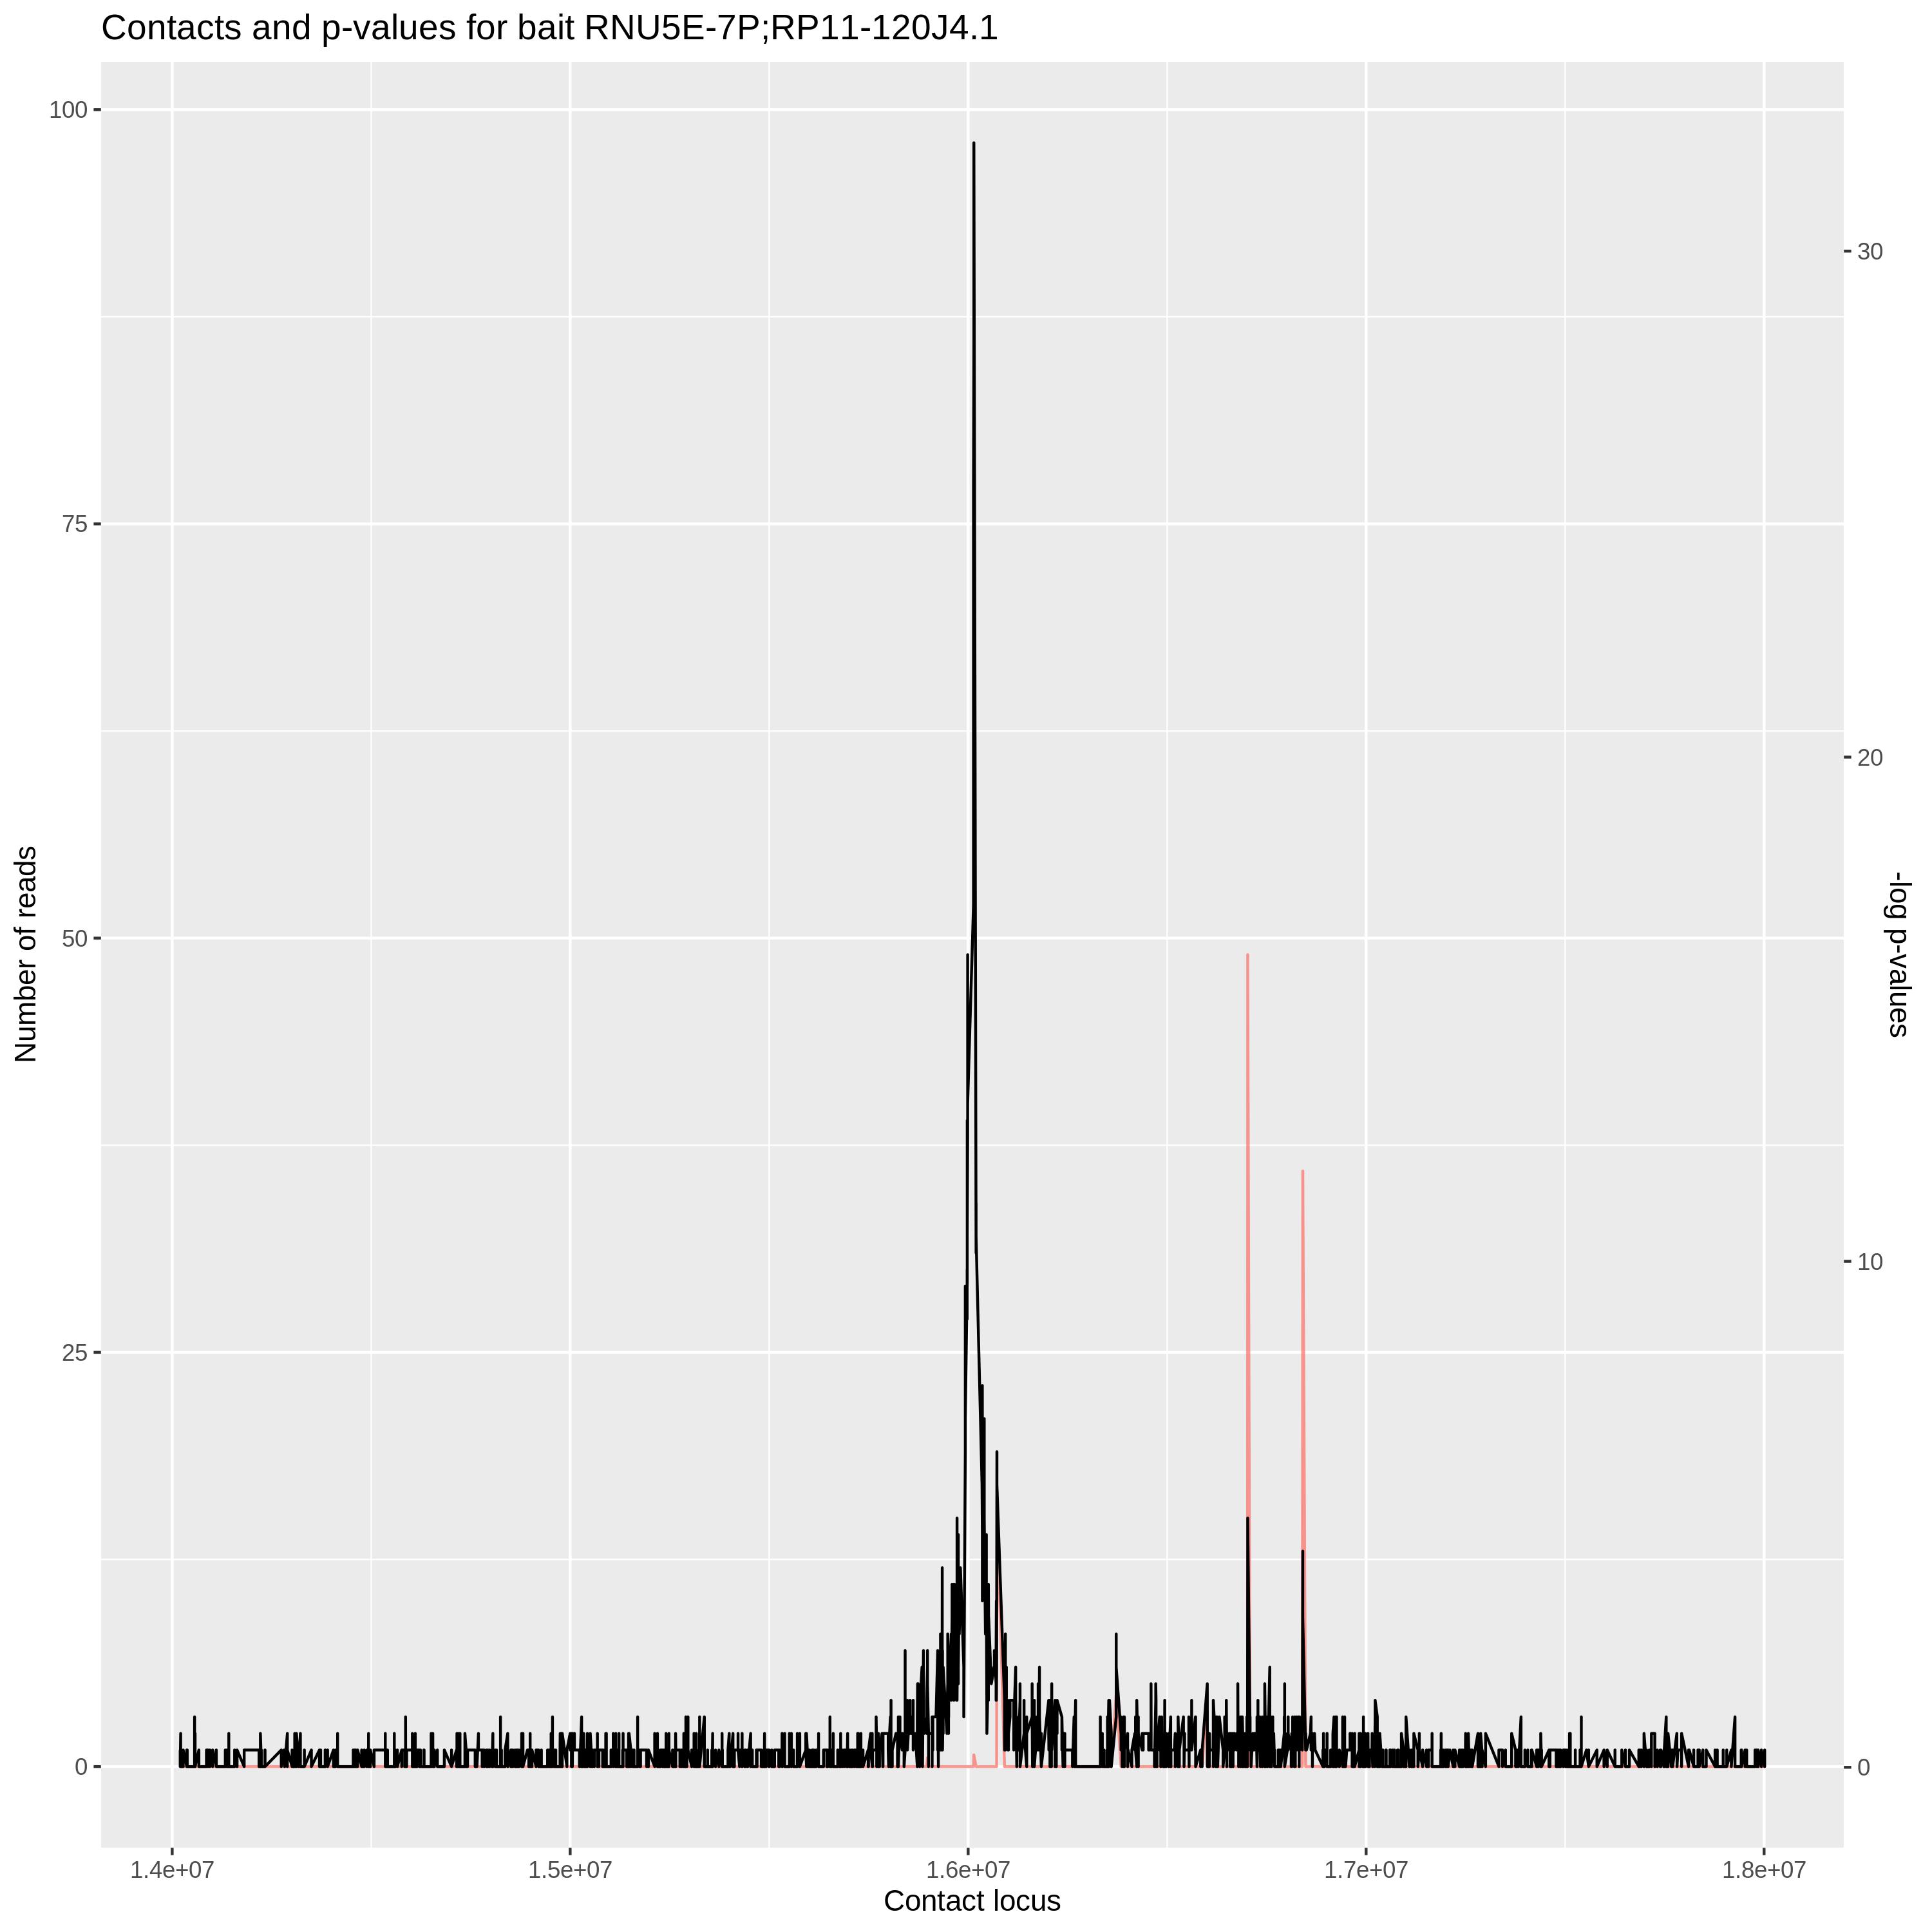 Contacts and p-values for bait RNU5E-7P;RP11-120J4.1
100
75
50
25
0
Number of reads
30
20
10
0
-log p-values
1.4e+07
1.5e+07
1.6e+07
1.7e+07
1.8e+07
Contact locus